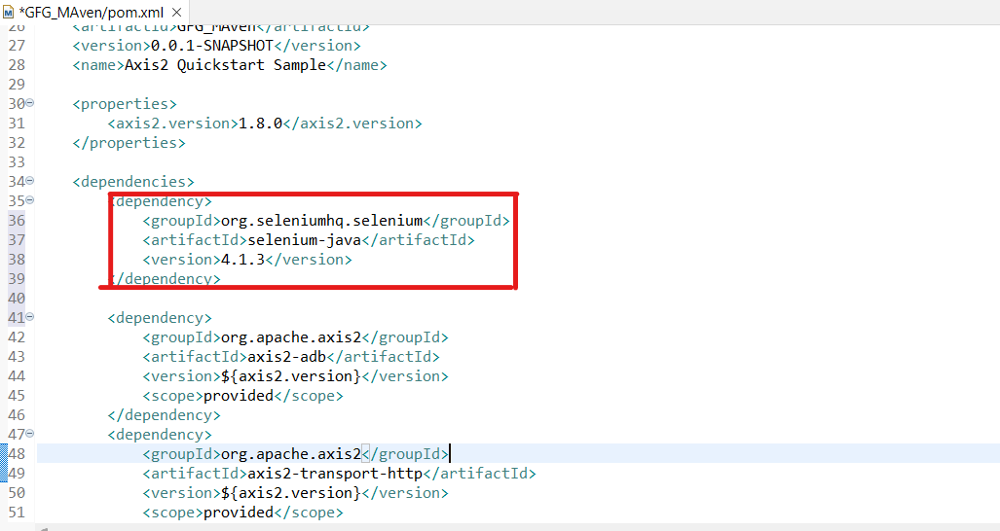 *GFG_MAven/pom.xml
26 <artifactId>GFG_MAven</artifactId>
27 <version>0.0.1-SNAPSHOT</version>
28 <name>Axis2 Quickstart Sample</name>
29
30 <properties>
31 <axis2.version>1.8.0</axis2.version>
32 </properties>
33
34 <dependencies>
35 <dependency>
36 <groupId>org.seleniumhq.selenium</groupId>
37 <artifactId>selenium-java</artifactId>
38 <version>4.1.3</version>
39 </dependency>
40
41 <dependency>
42 <groupId>org.apache.axis2</groupId>
43 <artifactId>axis2-adb</artifactId>
44 <version>${axis2.version}</version>
45 <scope>provided</scope>
46 </dependency>
47 <dependency>
48 <groupId>org.apache.axis2</groupId>
49 <artifactId>axis2-transport-http</artifactId>
50 <version>${axis2.version}</version>
51 <scope>provided</scope>